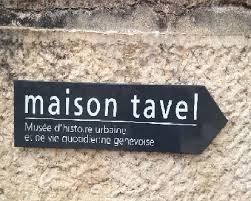 maison tavel
Musée d'histoire urbaine
et de vie quotidienne genevoise